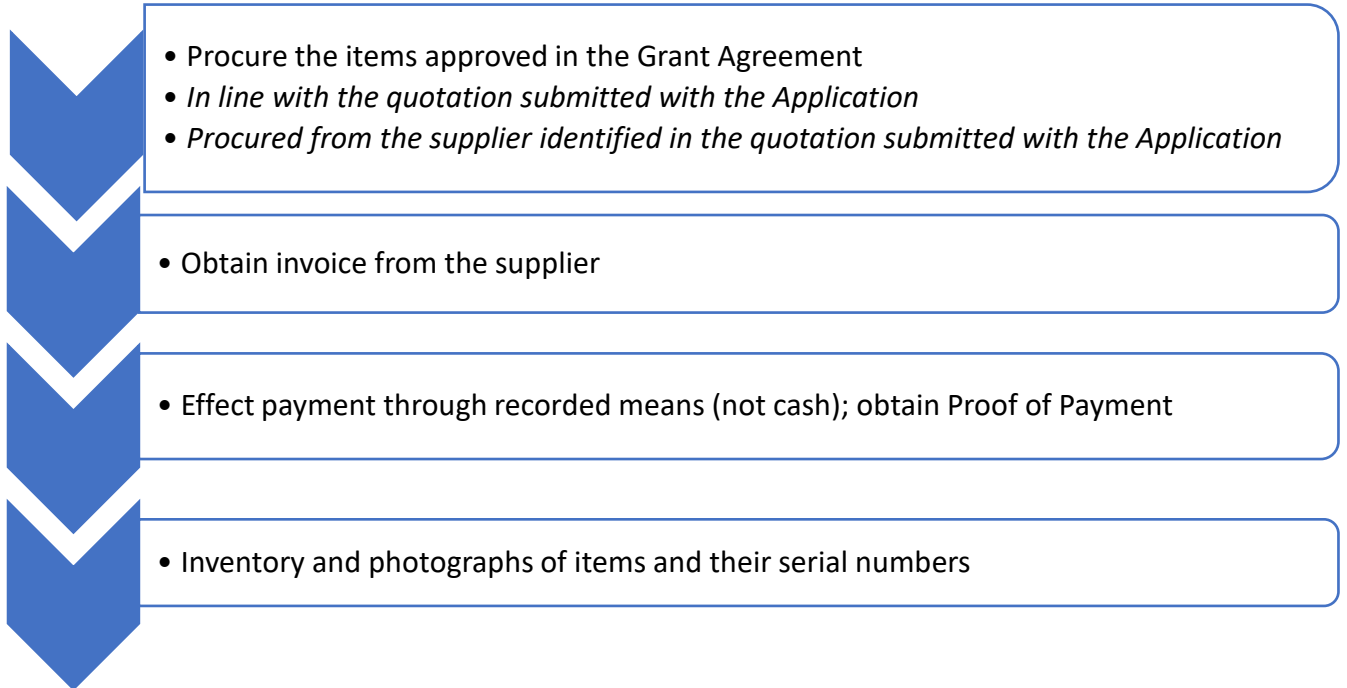 • Procure the items approved in the Grant Agreement
• In line with the quotation submitted with the Application
• Procured from the supplier identified in the quotation submitted with the Application
• Obtain invoice from the supplier
• Effect payment through recorded means (not cash); obtain Proof of Payment
• Inventory and photographs of items and their serial numbers